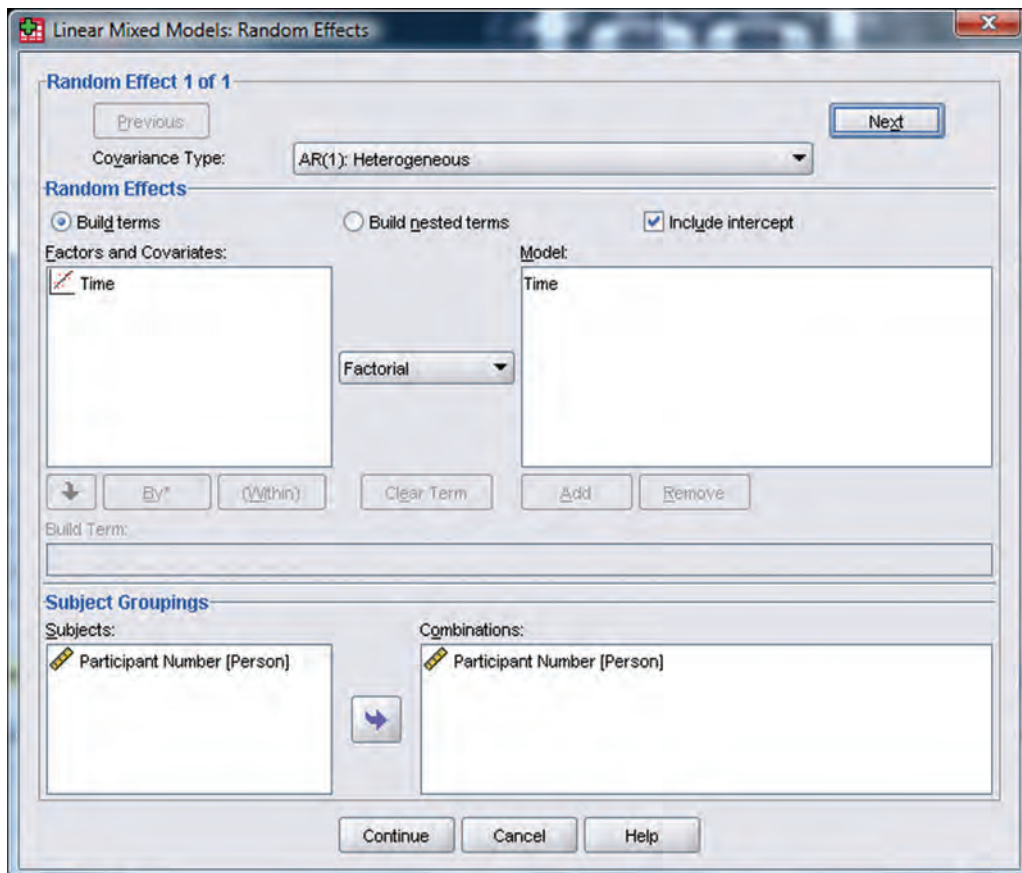 Linear Mixed Models: Random Effects
Random Effect 1 of 1
Previous
Next
Covariance Type:
AR(1): Heterogeneous
Random Effects
Build terms
Build nested terms
Include intercept
Factors and Covariates:
Model:
Time
Time
Factorial
By*
(Within)
Clear Term
Add
Remove
Build Term:
Subject Groupings
Subjects:
Combinations:
Participant Number [Person]
Participant Number [Person]
Continue
Cancel
Help